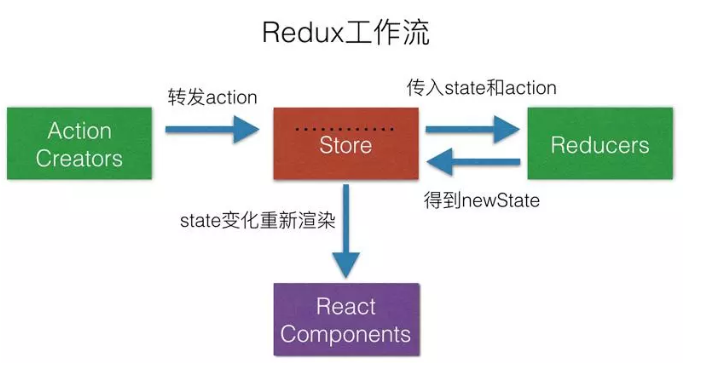 Redux工作流
转发action
传入state和action
Action
Creators
............
Store
Reducers
得到newState
state变化重新渲染
React
Components